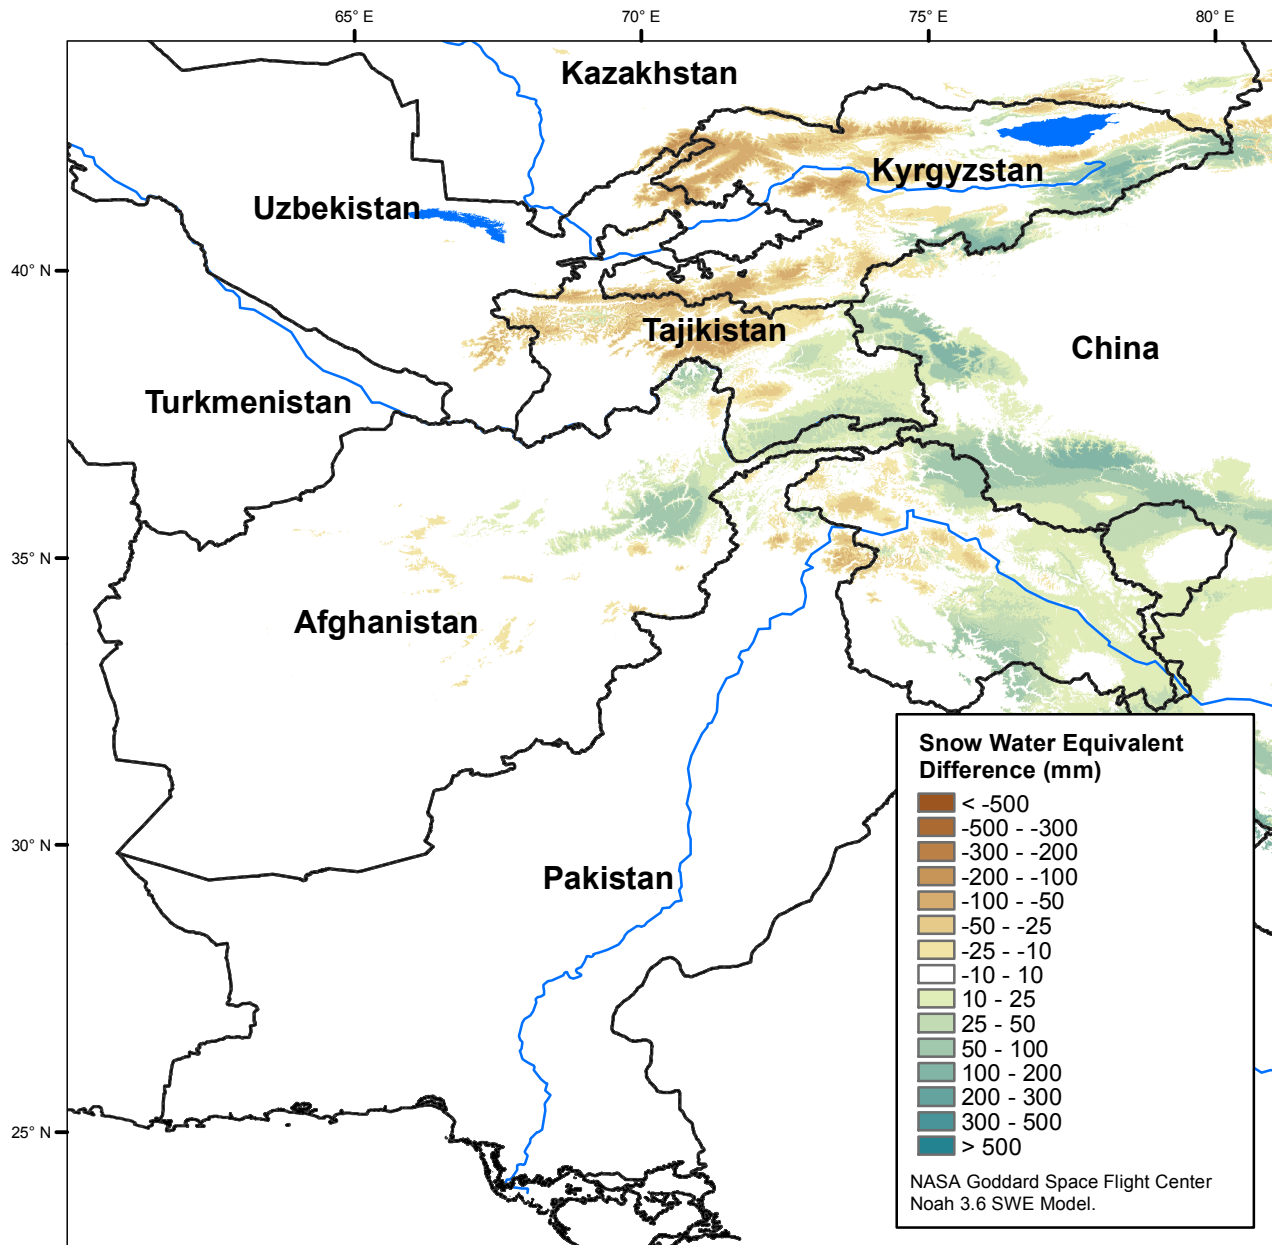 65° E
70° E
75° E
80° E
Kazakhstan
Kyrgyzstan
Uzbekistan
40° N
Tajikistan
China
Turkmenistan
35° N
Afghanistan
Snow Water Equivalent
Difference (mm)
< -500
-500 - -300
-300 - -200
-200 - -100
-100 - -50
-50 - -25
-25 - -10
-10 - 10
10 - 25
25 - 50
50 - 100
100 - 200
200 - 300
300 - 500
> 500
30° N
Pakistan
25° N
NASA Goddard Space Flight Center
Noah 3.6 SWE Model.